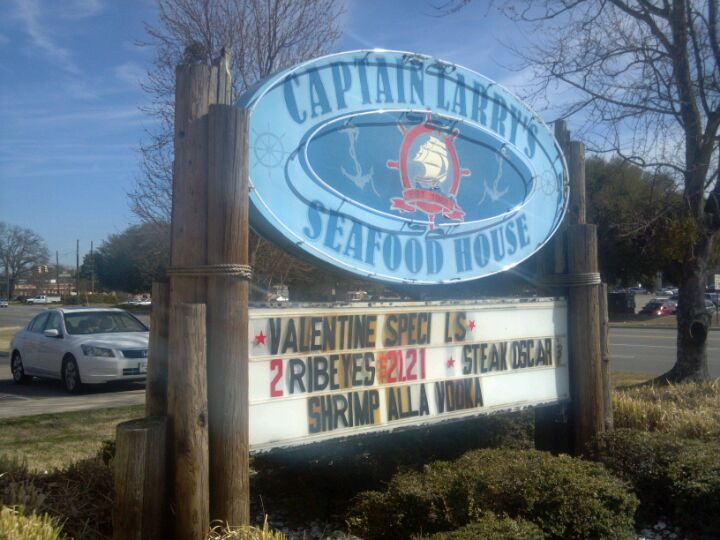 CAPTAIN LARRY'S
SEAFOOD HOUSE
VALENTINE SPECI LS
2 RIBEYES $21.21 STEAK OSCAR
SHRIMP ALLA VODKA